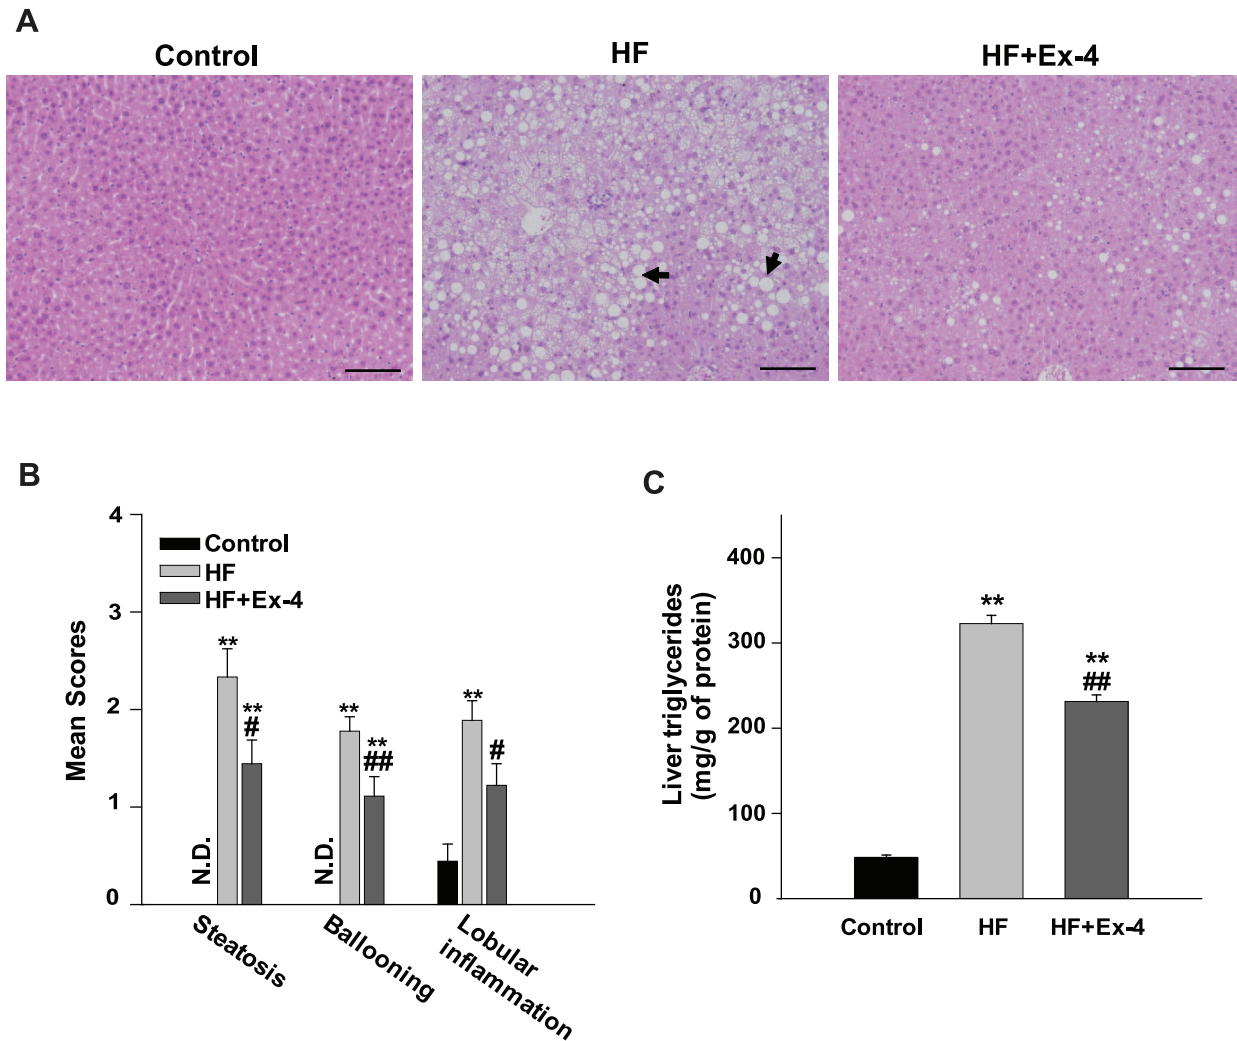 A
Control
HF
HF+Ex-4
B
4
3
2
1
0
Mean Scores
Control
HF
HF+Ex-4
**
**
#
**
**
##
**
#
N.D.
N.D.
Steatosis
Ballooning
Lobular
inflammation
C
400
300
200
100
0
Liver triglycerides
(mg/g of protein)
**
**
##
Control
HF
HF+Ex-4